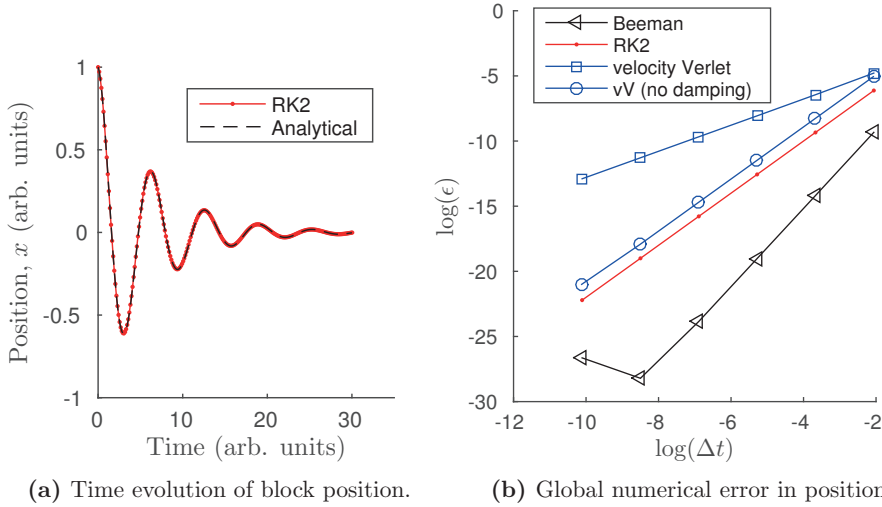 Beeman
RK2
velocity Verlet
vV (no damping)
RK2
Analytical
Position, x (arb. units)
1
0.5
0
-0.5
-1
0
10
20
30
Time (arb. units)
log(ϵ)
0
-5
-10
-15
-20
-25
-30
-12
-10
-8
-6
-4
-2
log(Δt)
(a) Time evolution of block position.
(b) Global numerical error in position